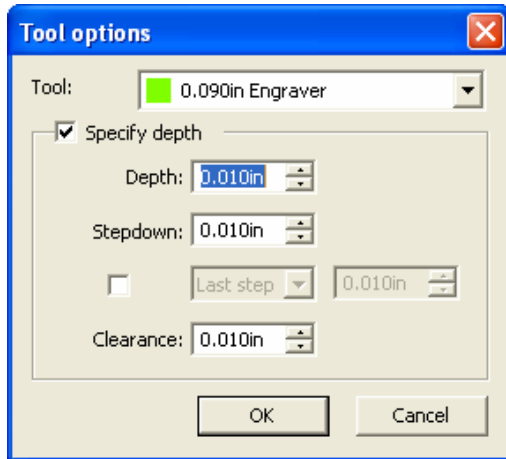 Tool options
Tool: 0.090in Engraver
Specify depth
Depth: 0.010in
Stepdown: 0.010in
Last step 0.010in
Clearance: 0.010in
OK Cancel